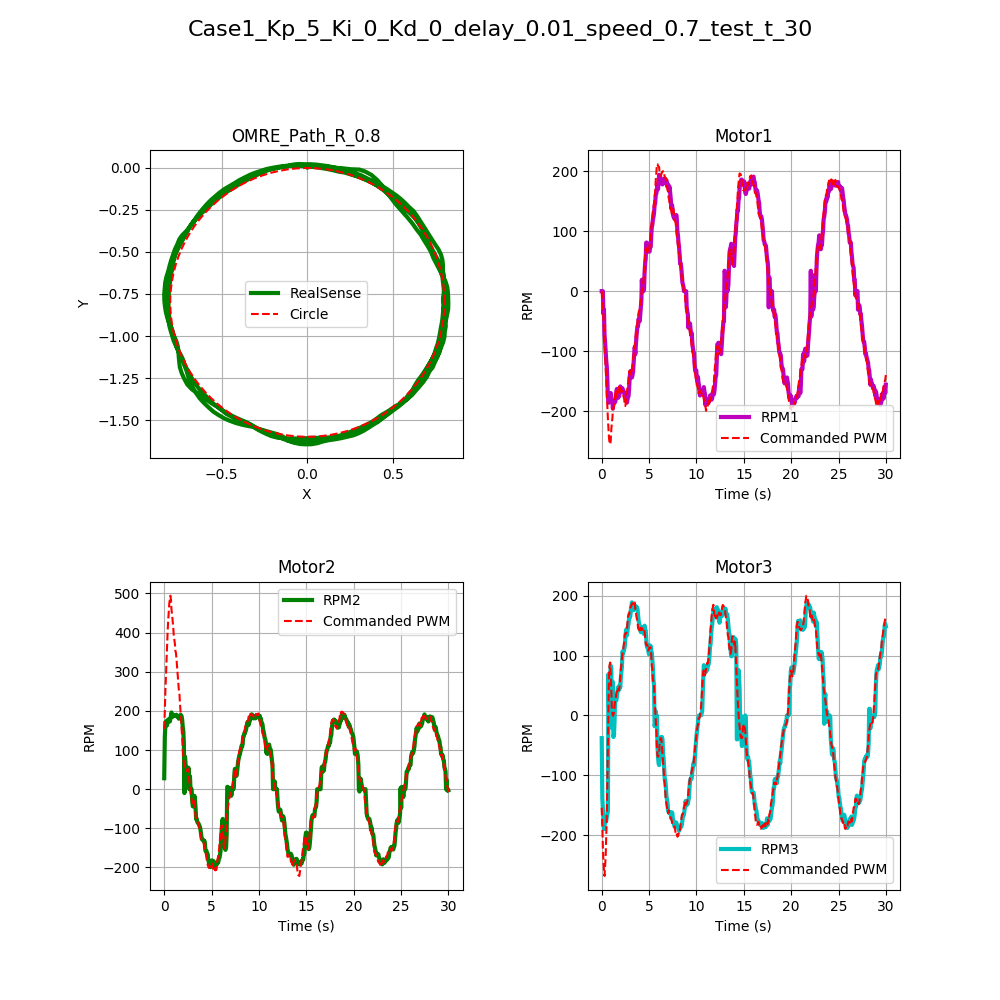 Case1_Kp_5_Ki_0_Kd_0_delay_0.01_speed_0.7_test_t_30
OMRE_Path_R_0.8
0.00
−0.25
−0.50
−0.75
−1.00
−1.25
−1.50
Y
RealSense
Circle
−0.5
0.0
0.5
X
Motor1
200
100
0
−100
−200
RPM
RPM1
Commanded PWM
0
5
10
15
20
25
30
Time (s)
Motor2
500
400
300
200
100
0
−100
−200
RPM
RPM2
Commanded PWM
0
5
10
15
20
25
30
Time (s)
Motor3
200
100
0
−100
−200
RPM
RPM3
Commanded PWM
0
5
10
15
20
25
30
Time (s)